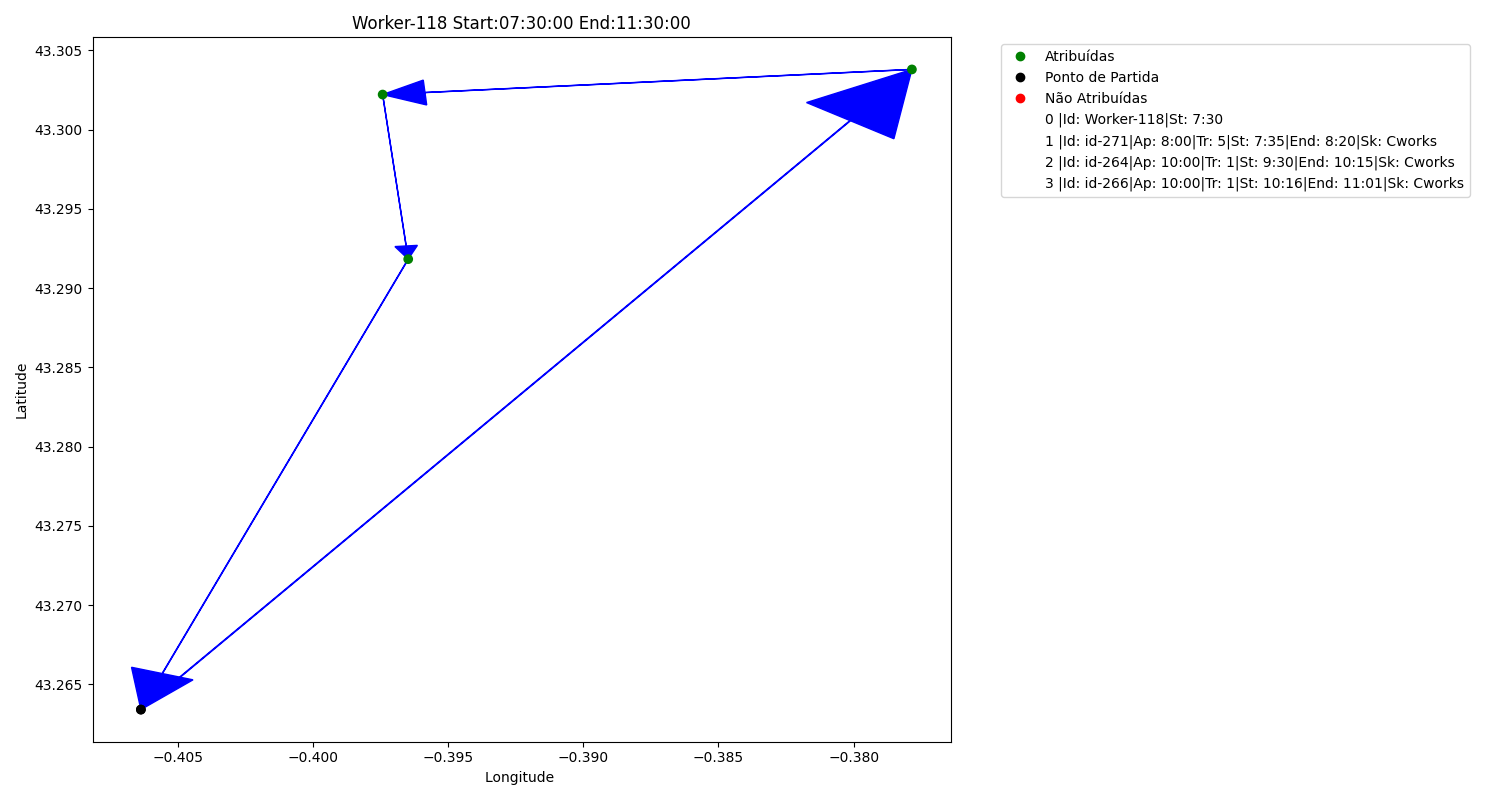 Worker-118 Start:07:30:00 End:11:30:00
43.305
43.300
43.295
43.290
43.285
43.280
43.275
43.270
43.265
Latitude
−0.405
−0.400
−0.395
−0.390
−0.385
−0.380
Longitude
Atribuídas
Ponto de Partida
Não Atribuídas
0 |Id: Worker-118|St: 7:30
1 |Id: id-271|Ap: 8:00|Tr: 5|St: 7:35|End: 8:20|Sk: Cworks
2 |Id: id-264|Ap: 10:00|Tr: 1|St: 9:30|End: 10:15|Sk: Cworks
3 |Id: id-266|Ap: 10:00|Tr: 1|St: 10:16|End: 11:01|Sk: Cworks